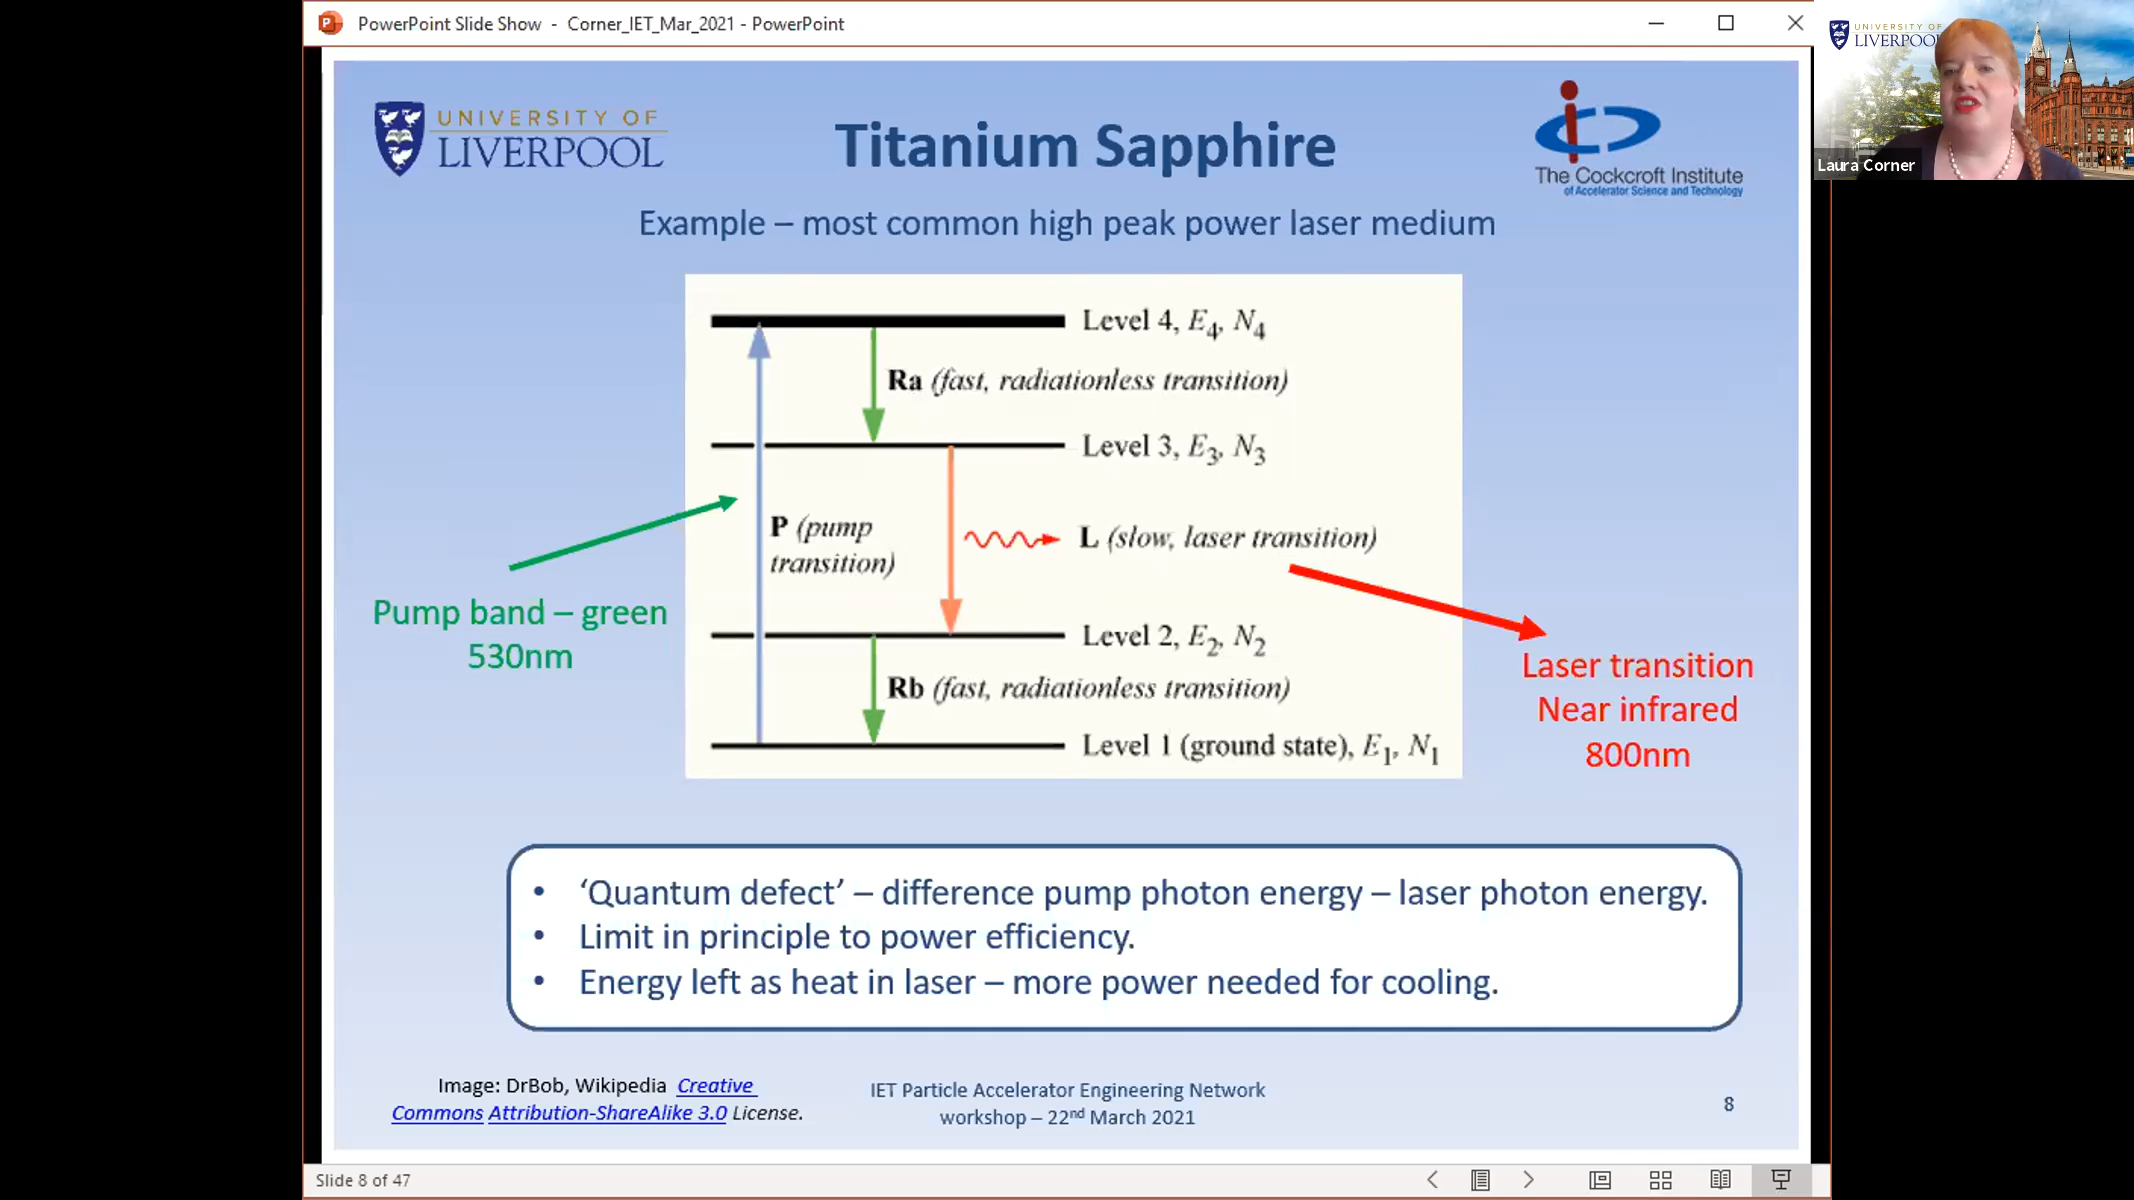 PowerPoint Slide Show - Corner_IET_Mar_2021 - PowerPoint
UNIVERSITY OF
LIVERPOOL
Laura Corner
UNIVERSITY OF
LIVERPOOL
Titanium Sapphire
The Cockcroft Institute
of Accelerator Science and Technology
Example – most common high peak power laser medium
Level 4, E4, N4
Ra (fast, radiationless transition)
Level 3, E3, N3
P (pump
transition)
L (slow, laser transition)
Pump band – green
530nm
Level 2, E2, N2
Rb (fast, radiationless transition)
Level 1 (ground state), E1, N1
Laser transition
Near infrared
800nm
• ‘Quantum defect’ – difference pump photon energy – laser photon energy.
• Limit in principle to power efficiency.
• Energy left as heat in laser – more power needed for cooling.
Image: DrBob, Wikipedia Creative
Commons Attribution-ShareAlike 3.0 License.
IET Particle Accelerator Engineering Network
workshop – 22nd March 2021
8
Slide 8 of 47